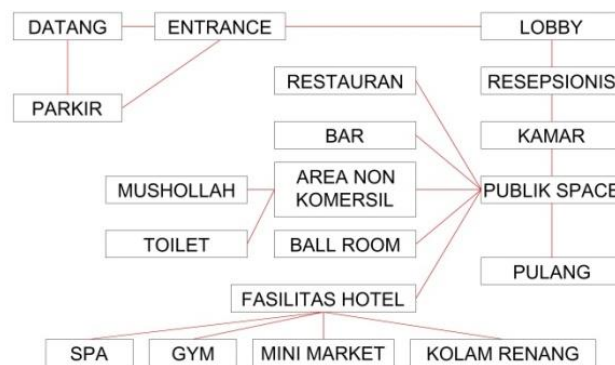 DATANG
ENTRANCE
LOBBY
RESTAURAN
RESEPSIONIS
PARKIR
BAR
KAMAR
MUSHOLLAH
AREA NON
KOMERSIL
PUBLIK SPACE
TOILET
BALL ROOM
PULANG
FASILITAS HOTEL
SPA
GYM
MINI MARKET
KOLAM RENANG